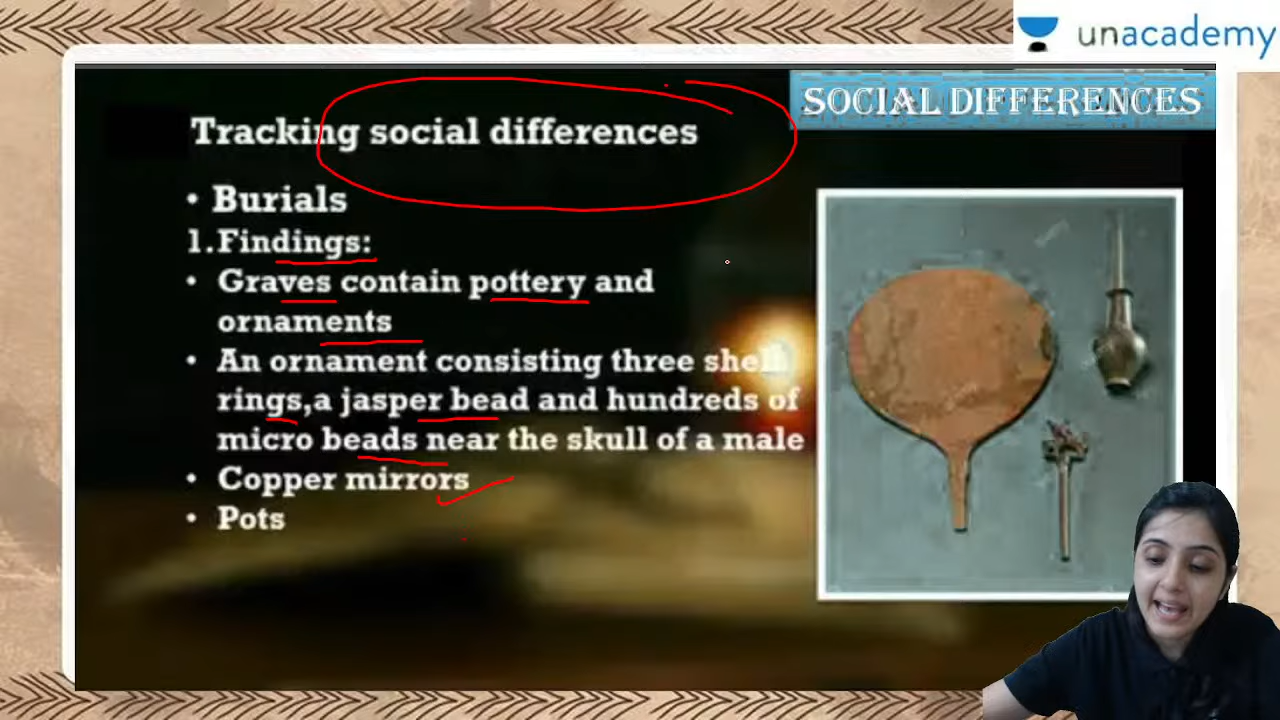 unacademy
SOCIAL DIFFERENCES
Tracking social differences
• Burials
1.Findings:
• Graves contain pottery and
ornaments
• An ornament consisting three shell
rings,a jasper bead and hundreds of
micro beads near the skull of a male
• Copper mirrors
• Pots